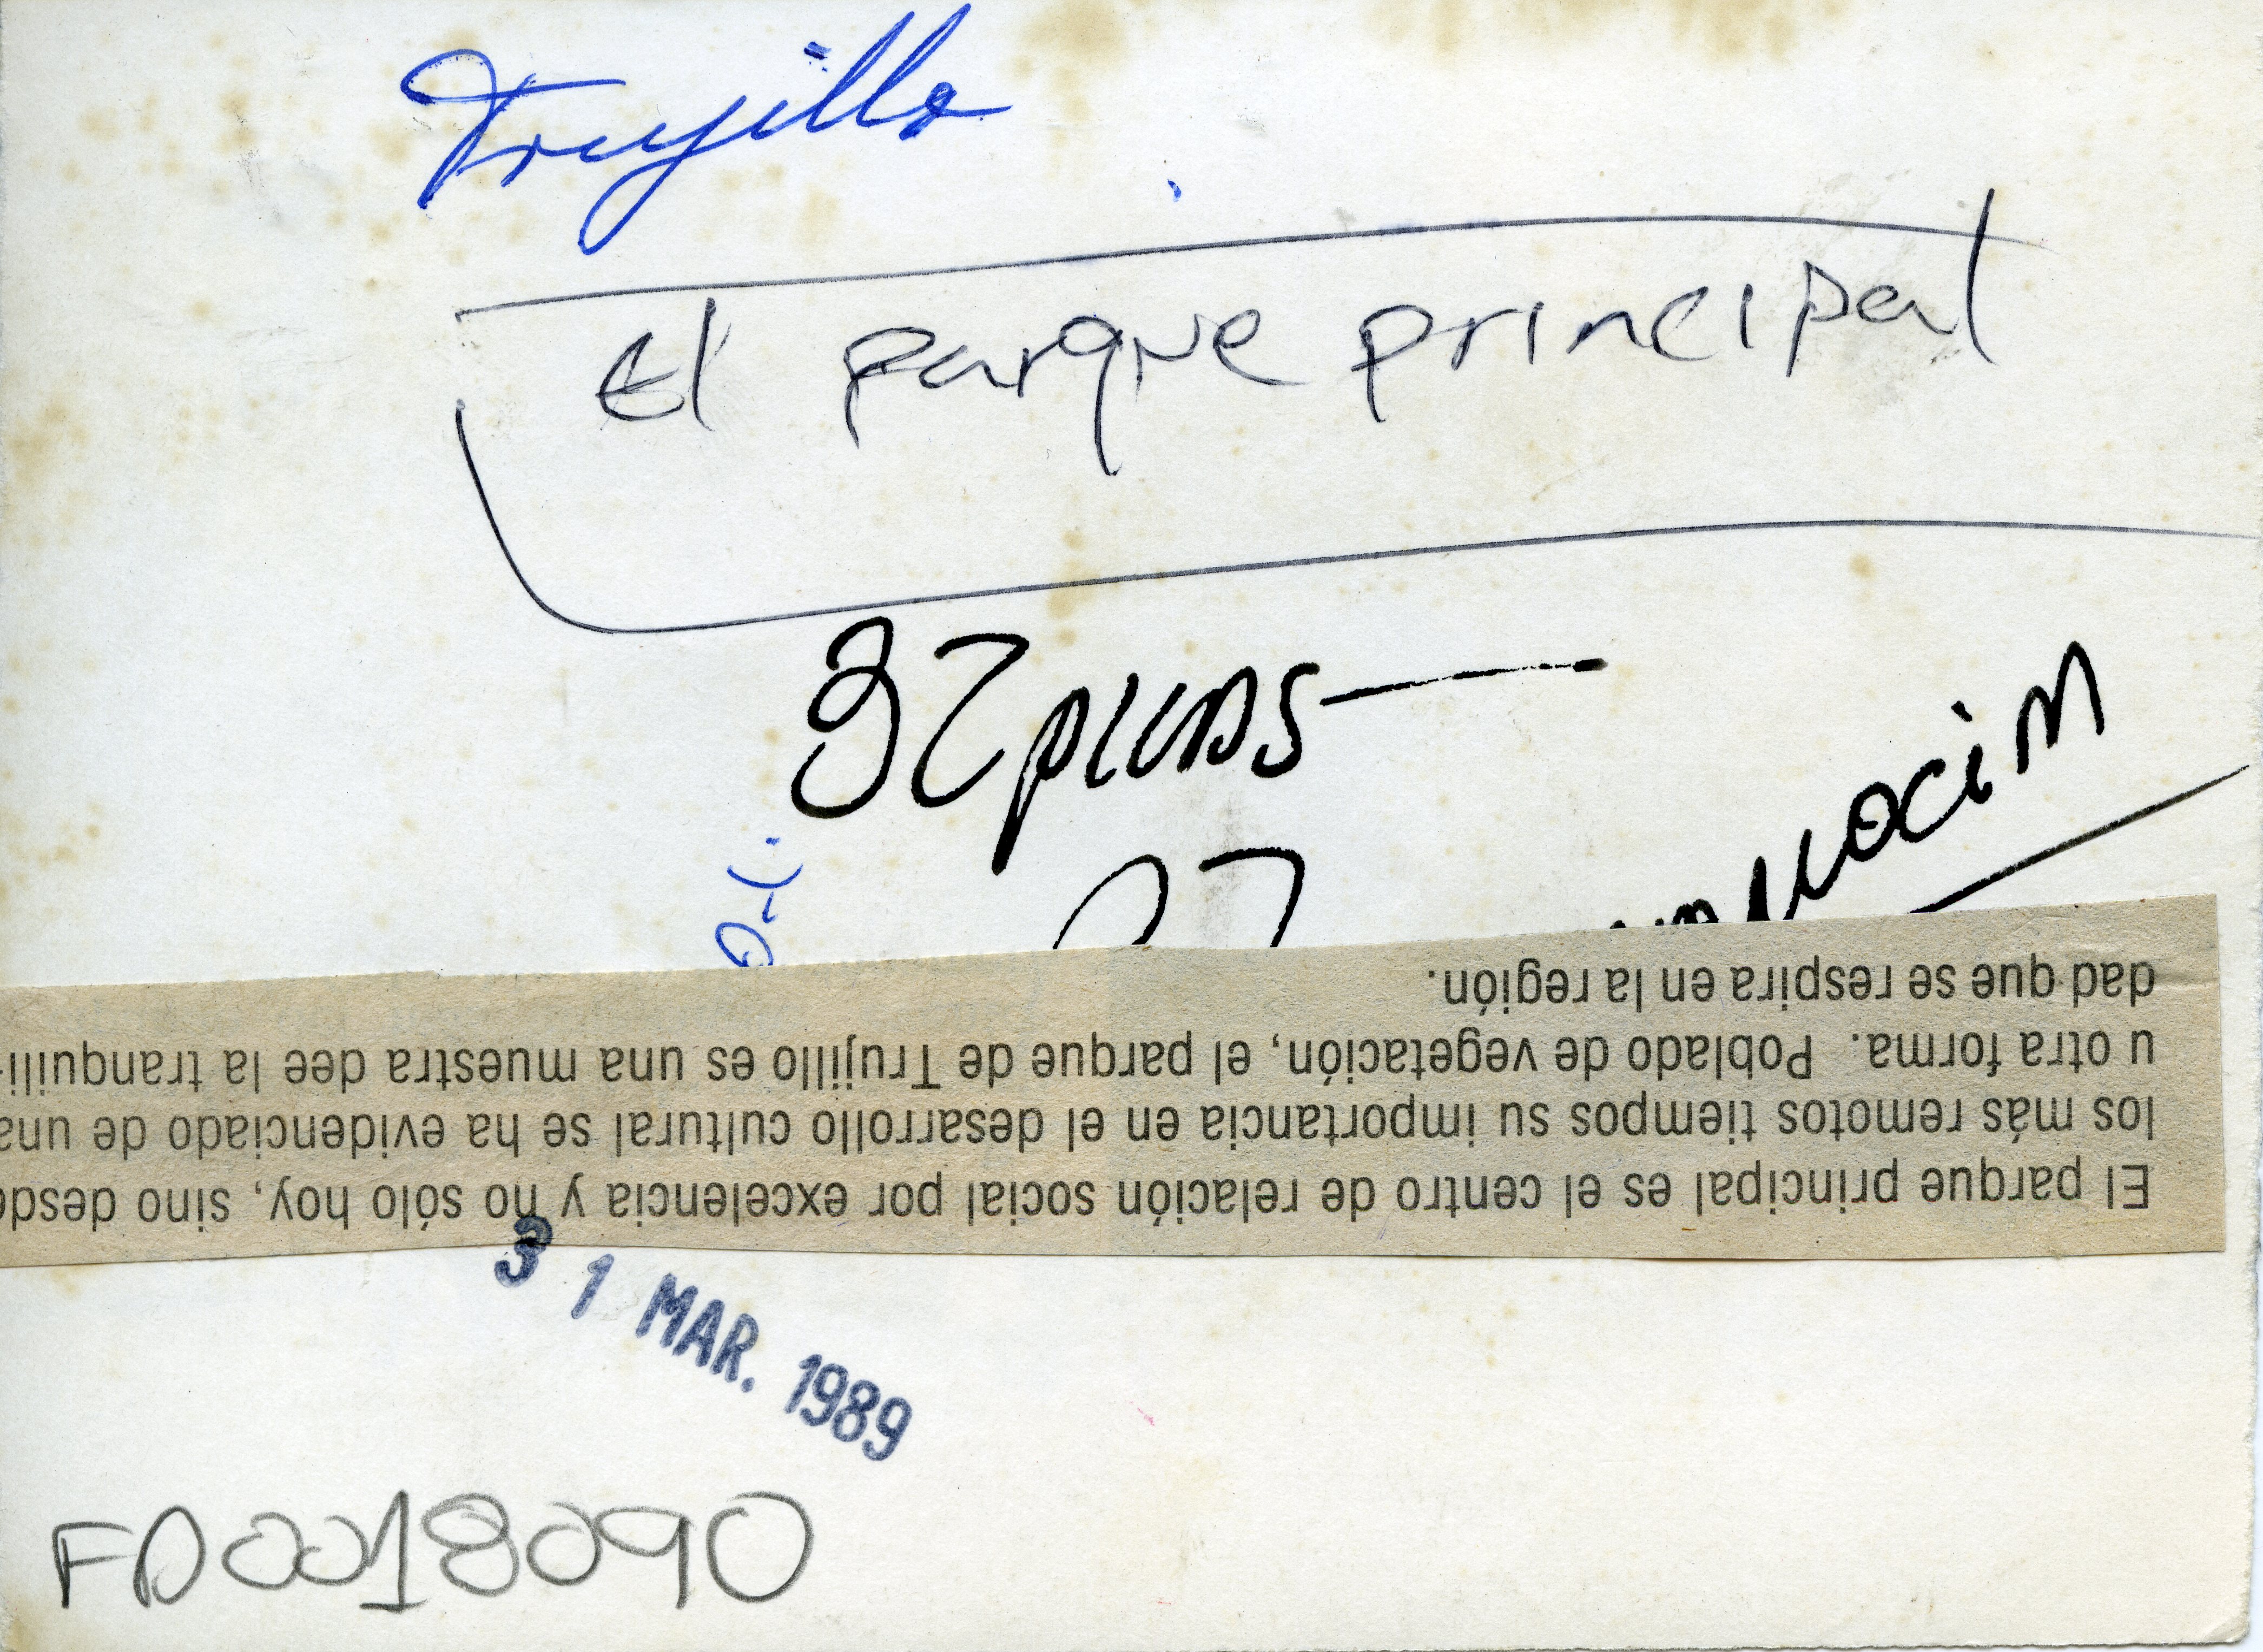 Trujillo
El parque principal
32 picas
El parque principal es el centro de relación social por excelencia y no sólo hoy, sino desde
los más remotos tiempos su importancia en el desarrollo cultural se ha evidenciado de una
u otra forma. Poblado de vegetación, el parque de Trujillo es una muestra dee la tranquili-
dad que se respira en la región.
31 MAR. 1989
FD0018090